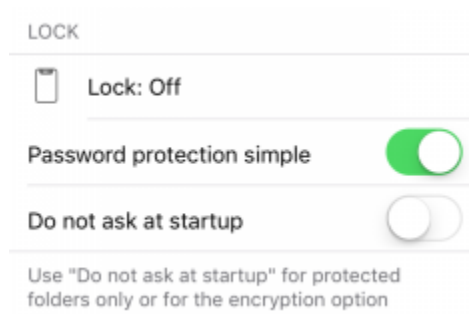 LOCK
Lock: Off
Password protection simple
Do not ask at startup
Use "Do not ask at startup" for protected
folders only or for the encryption option